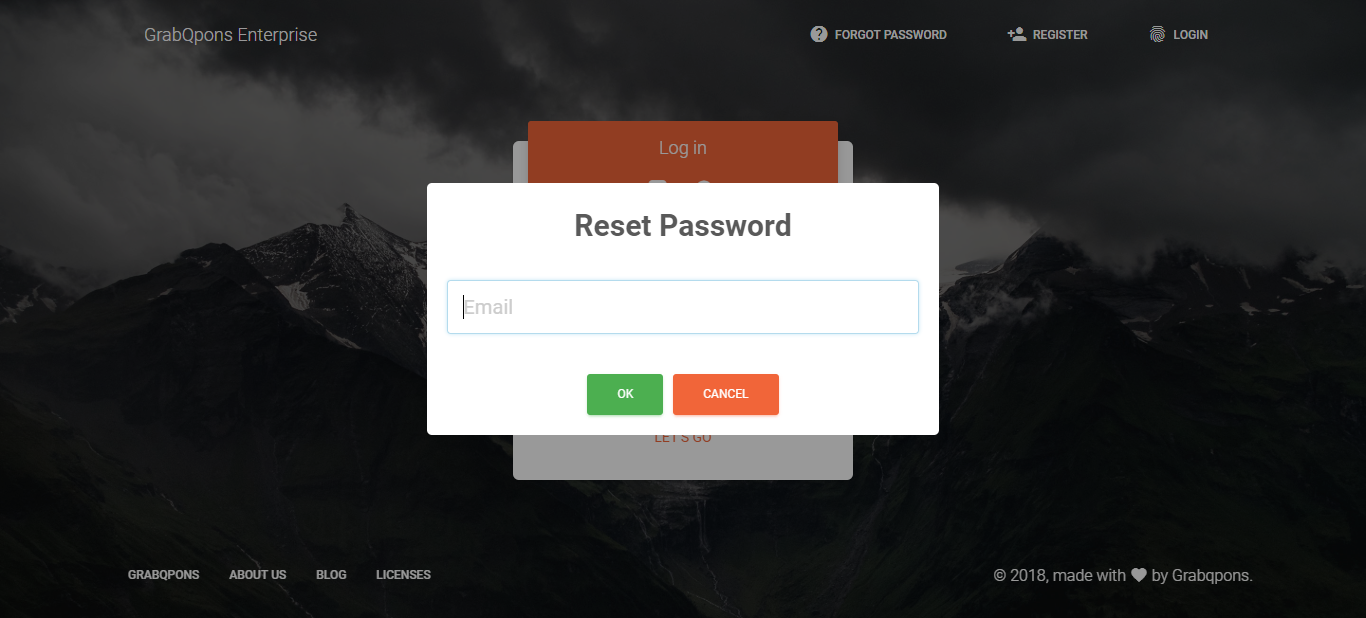 GrabQpons Enterprise
FORGOT PASSWORD
REGISTER
LOGIN
Log in
Reset Password
Email
OK
CANCEL
LET'S GO
GRABQPONS
ABOUT US
BLOG
LICENSES
© 2018, made with ♥ by Grabqpons.